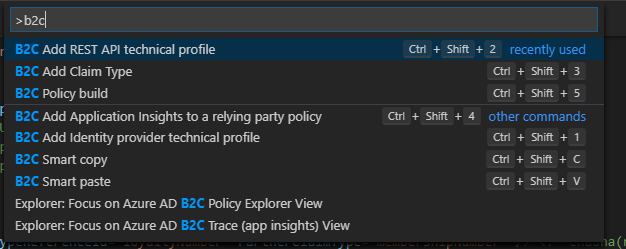 >b2c
B2C Add REST API technical profile Ctrl + Shift + 2 recently used
B2C Add Claim Type Ctrl + Shift + 3
B2C Policy build Ctrl + Shift + 5
B2C Add Application Insights to a relying party policy Ctrl + Shift + 4 other commands
B2C Add Identity provider technical profile Ctrl + Shift + 1
B2C Smart copy Ctrl + Shift + C
B2C Smart paste Ctrl + Shift + V
Explorer: Focus on Azure AD B2C Policy Explorer View
Explorer: Focus on Azure AD B2C Trace (app insights) View